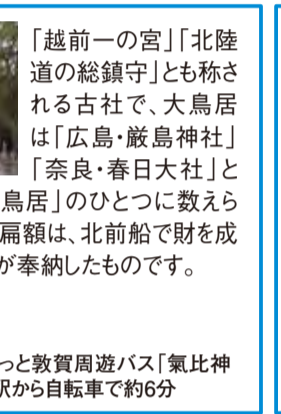 「越前一の宮」「北陸
道の総鎮守」とも称さ
れる古社で、大鳥居
は「広島・厳島神社」
「奈良・春日大社」と
鳥居」のひとつに数えら
扁額は、北前船で財を成
が奉納したものです。
っと敦賀周遊バス「氣比神
駅から自転車で約6分